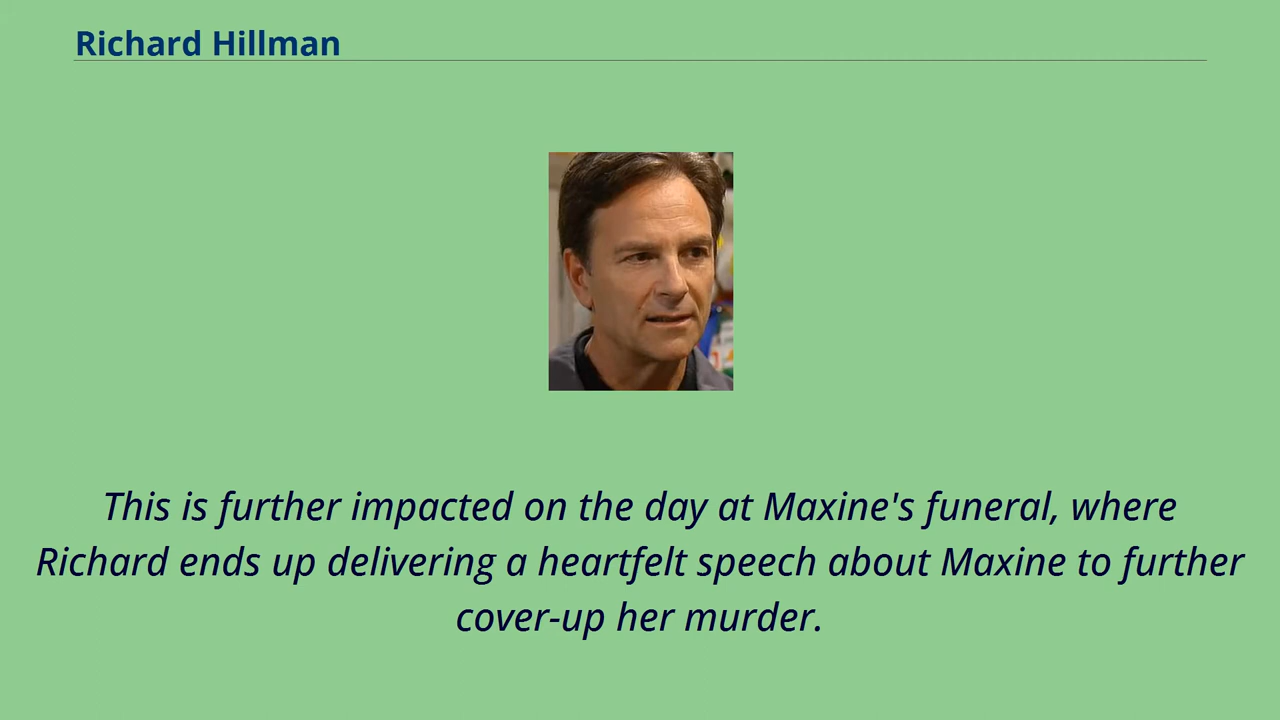 Richard Hillman
This is further impacted on the day at Maxine's funeral, where
Richard ends up delivering a heartfelt speech about Maxine to further
cover-up her murder.